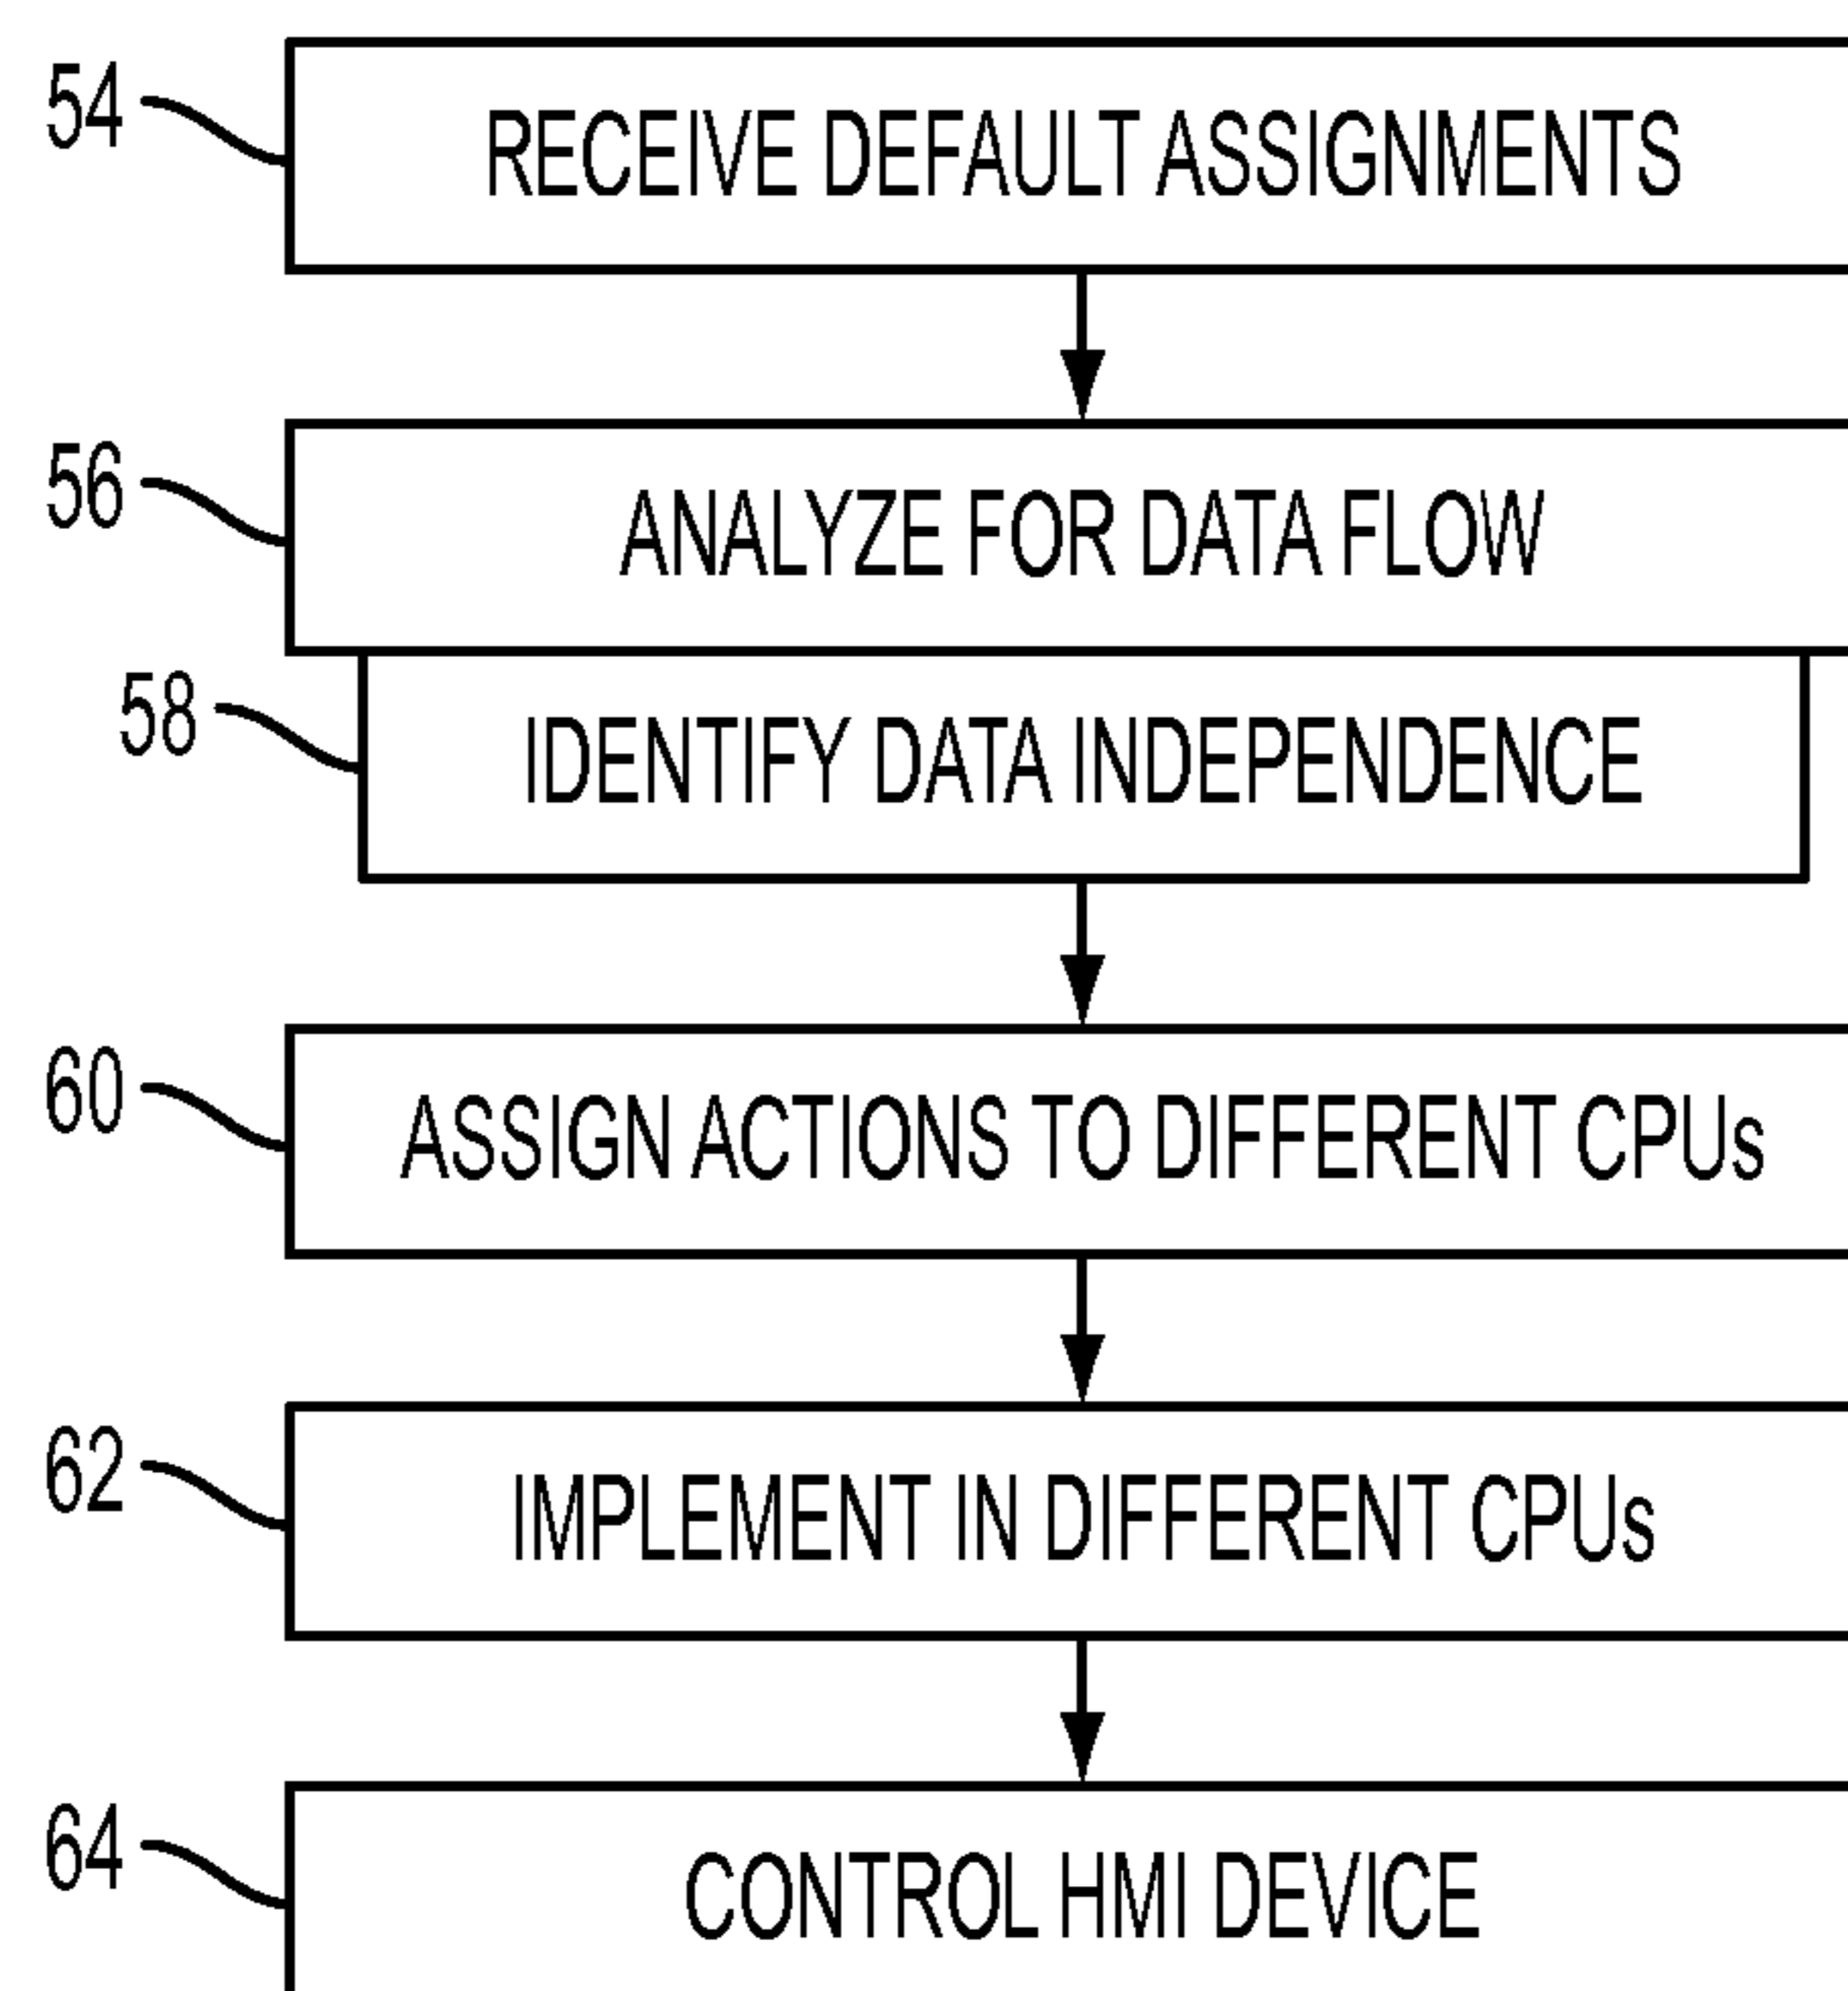 54
RECEIVE DEFAULT ASSIGNMENTS
56
ANALYZE FOR DATA FLOW
58
IDENTIFY DATA INDEPENDENCE
60
ASSIGN ACTIONS TO DIFFERENT CPUs
62
IMPLEMENT IN DIFFERENT CPUs
64
CONTROL HMI DEVICE